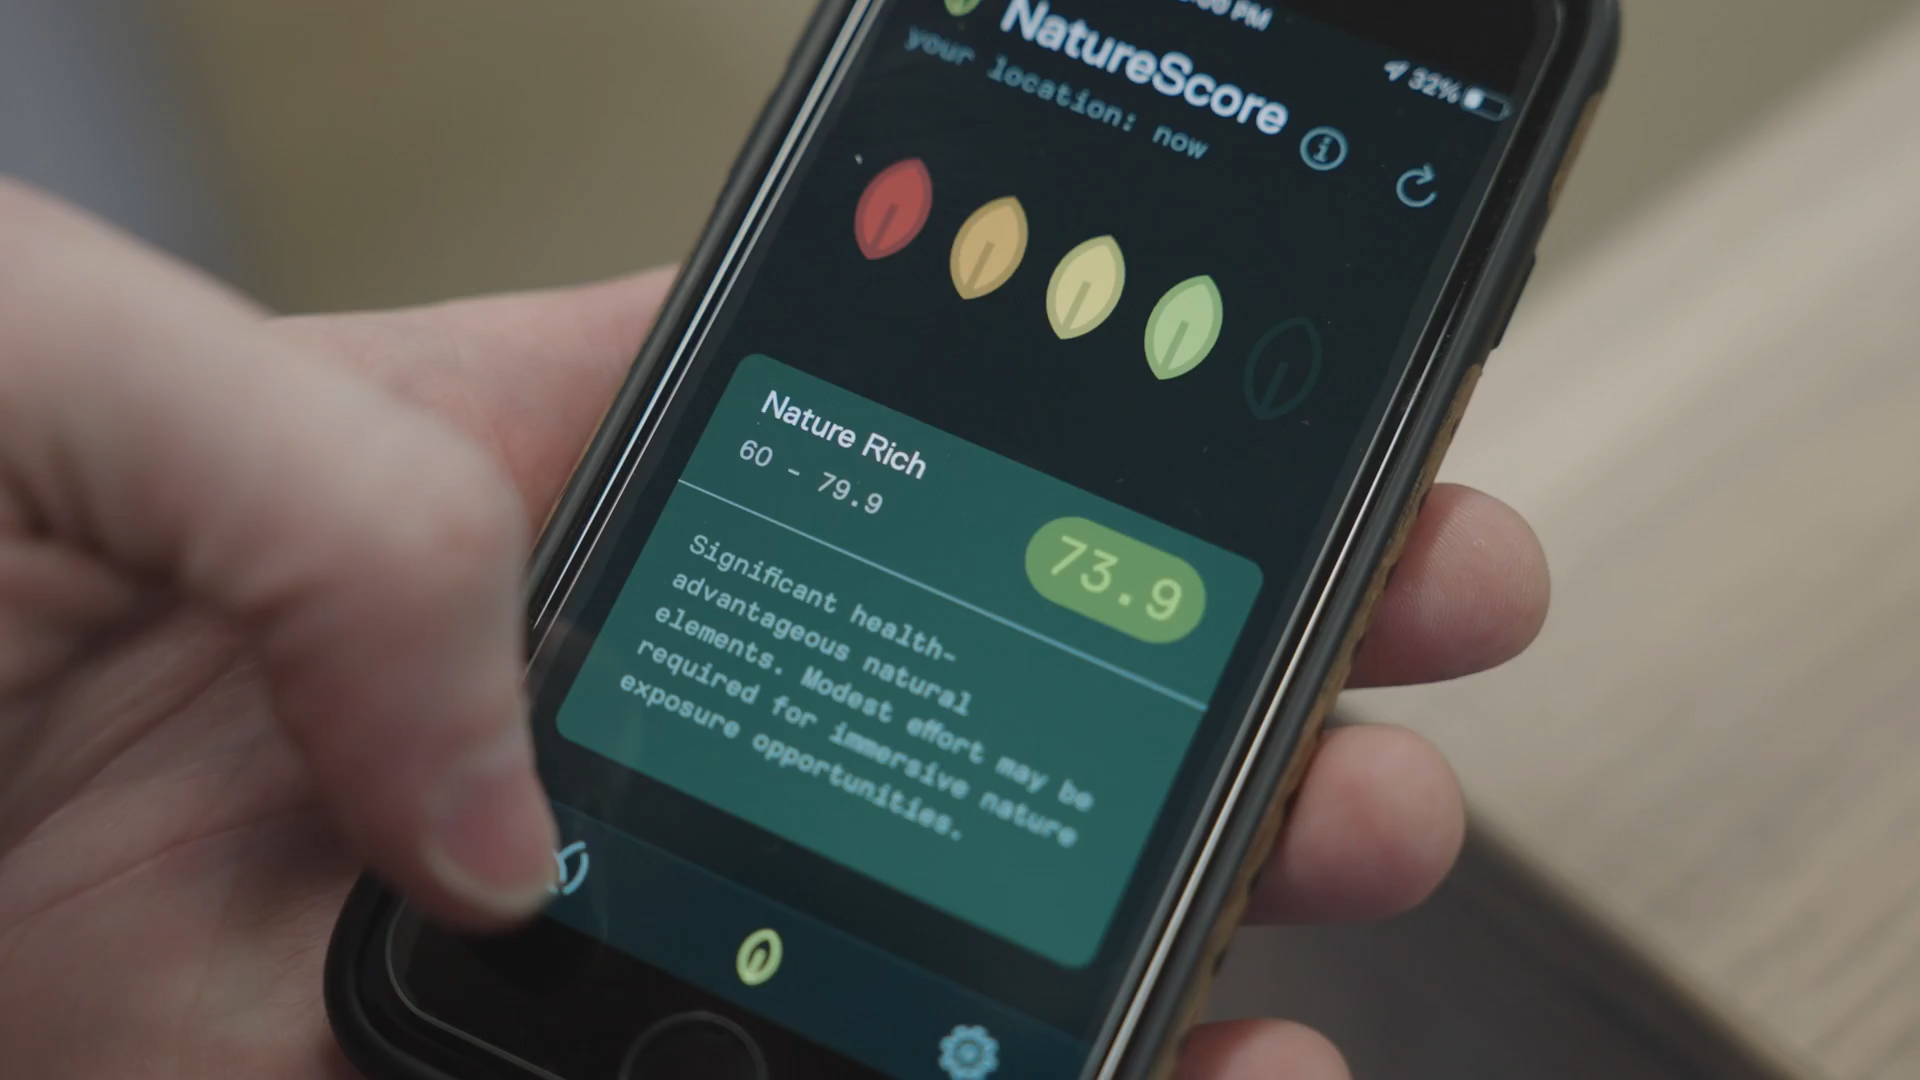 NatureScore
32%
your location: now
Nature Rich
60 - 79.9
73.9
Significant health-
advantageous natural
elements. Modest effort may be
required for immersive nature
exposure opportunities.